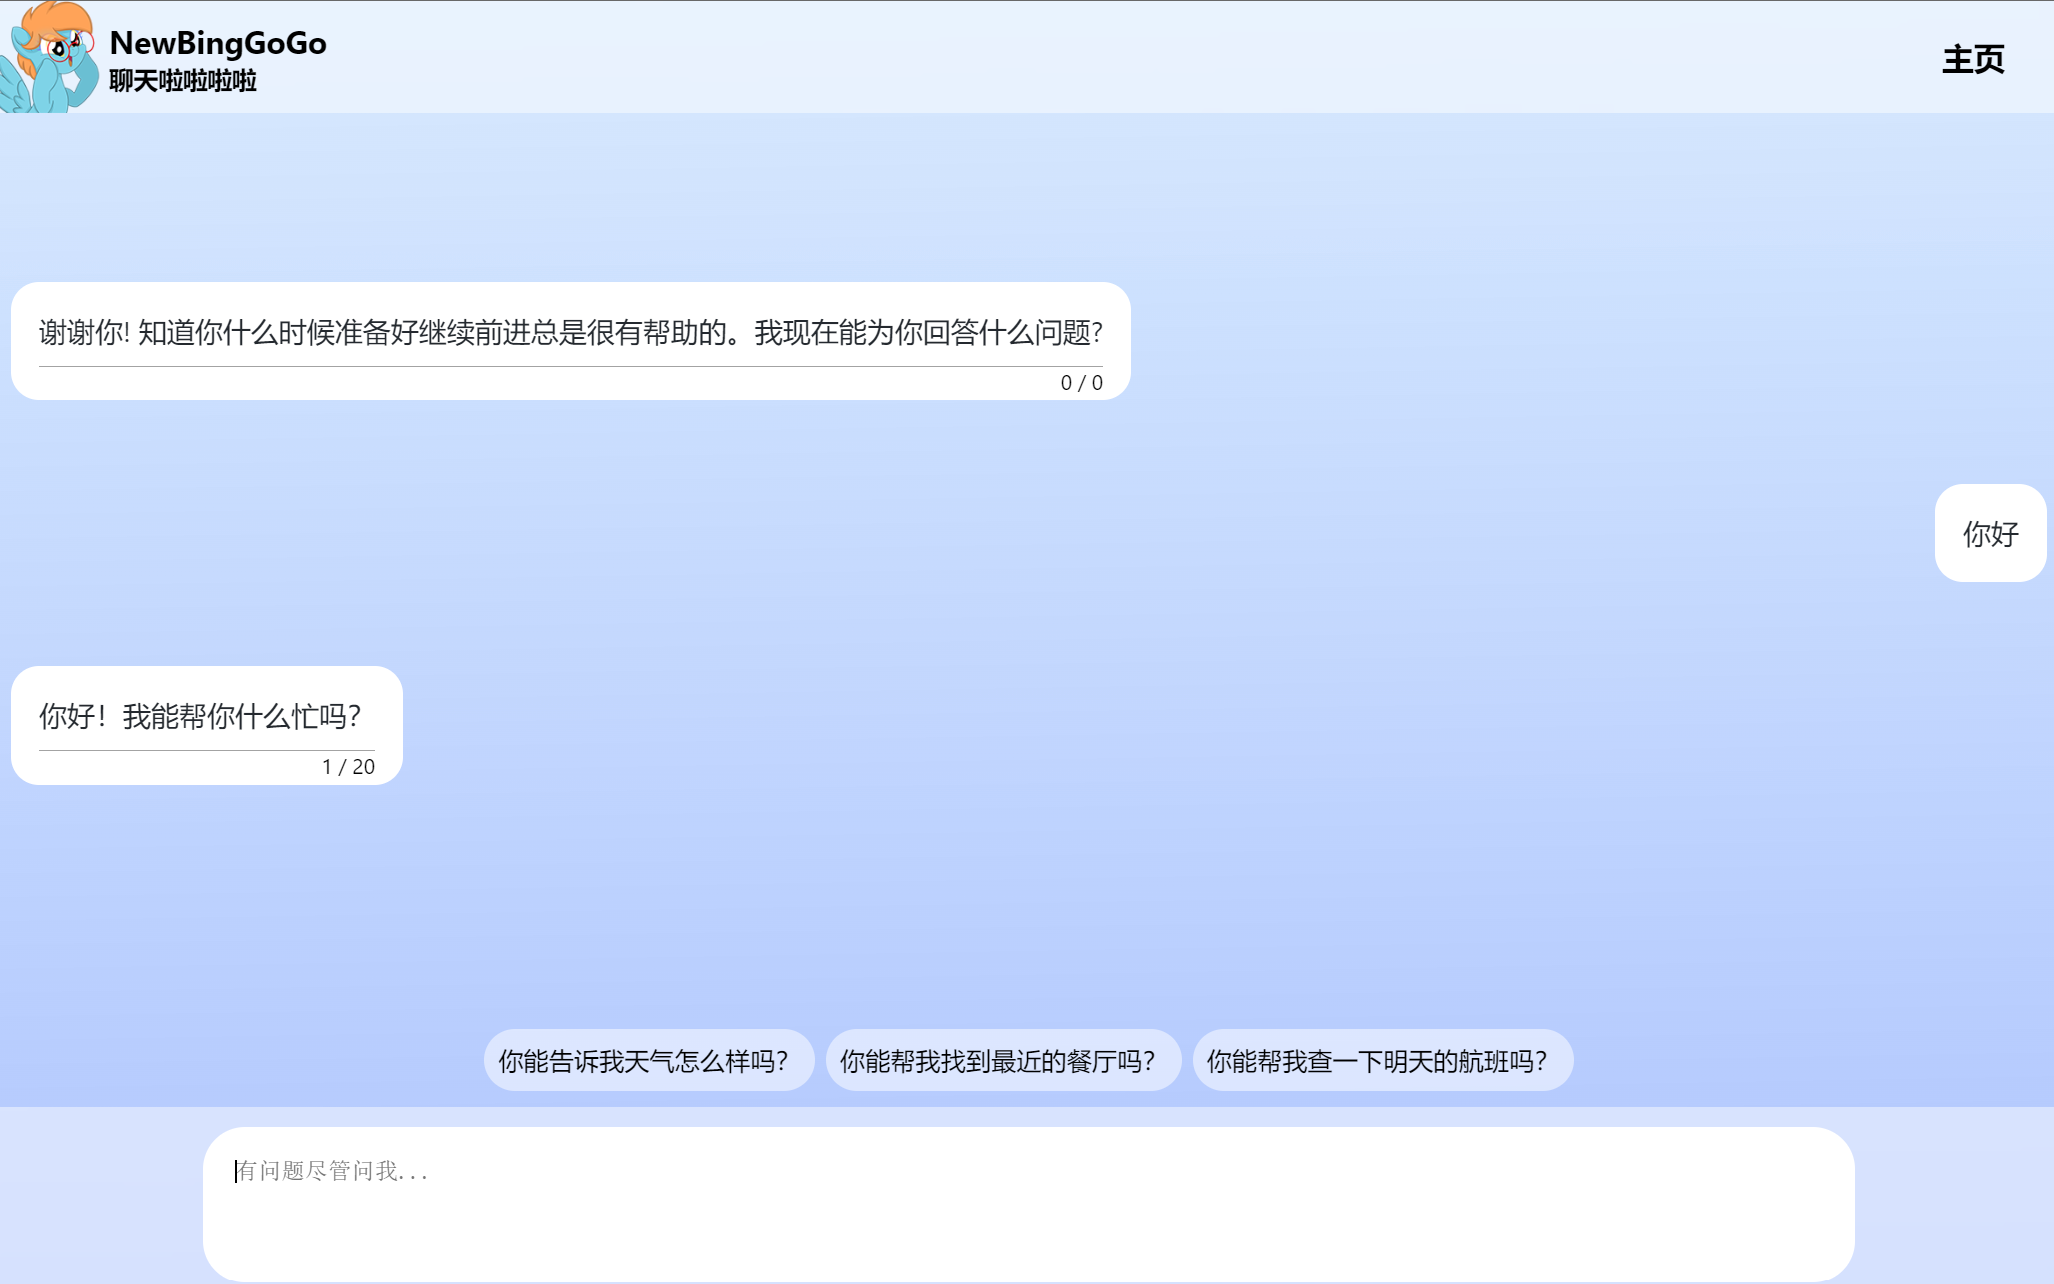 NewBingGoGo
聊天啦啦啦啦
主页
谢谢你! 知道你什么时候准备好继续前进总是很有帮助的。我现在能为你回答什么问题?
0 / 0
你好
你好！我能帮你什么忙吗？
1 / 20
你能告诉我天气怎么样吗？
你能帮我找到最近的餐厅吗？
你能帮我查一下明天的航班吗？
有问题尽管问我...